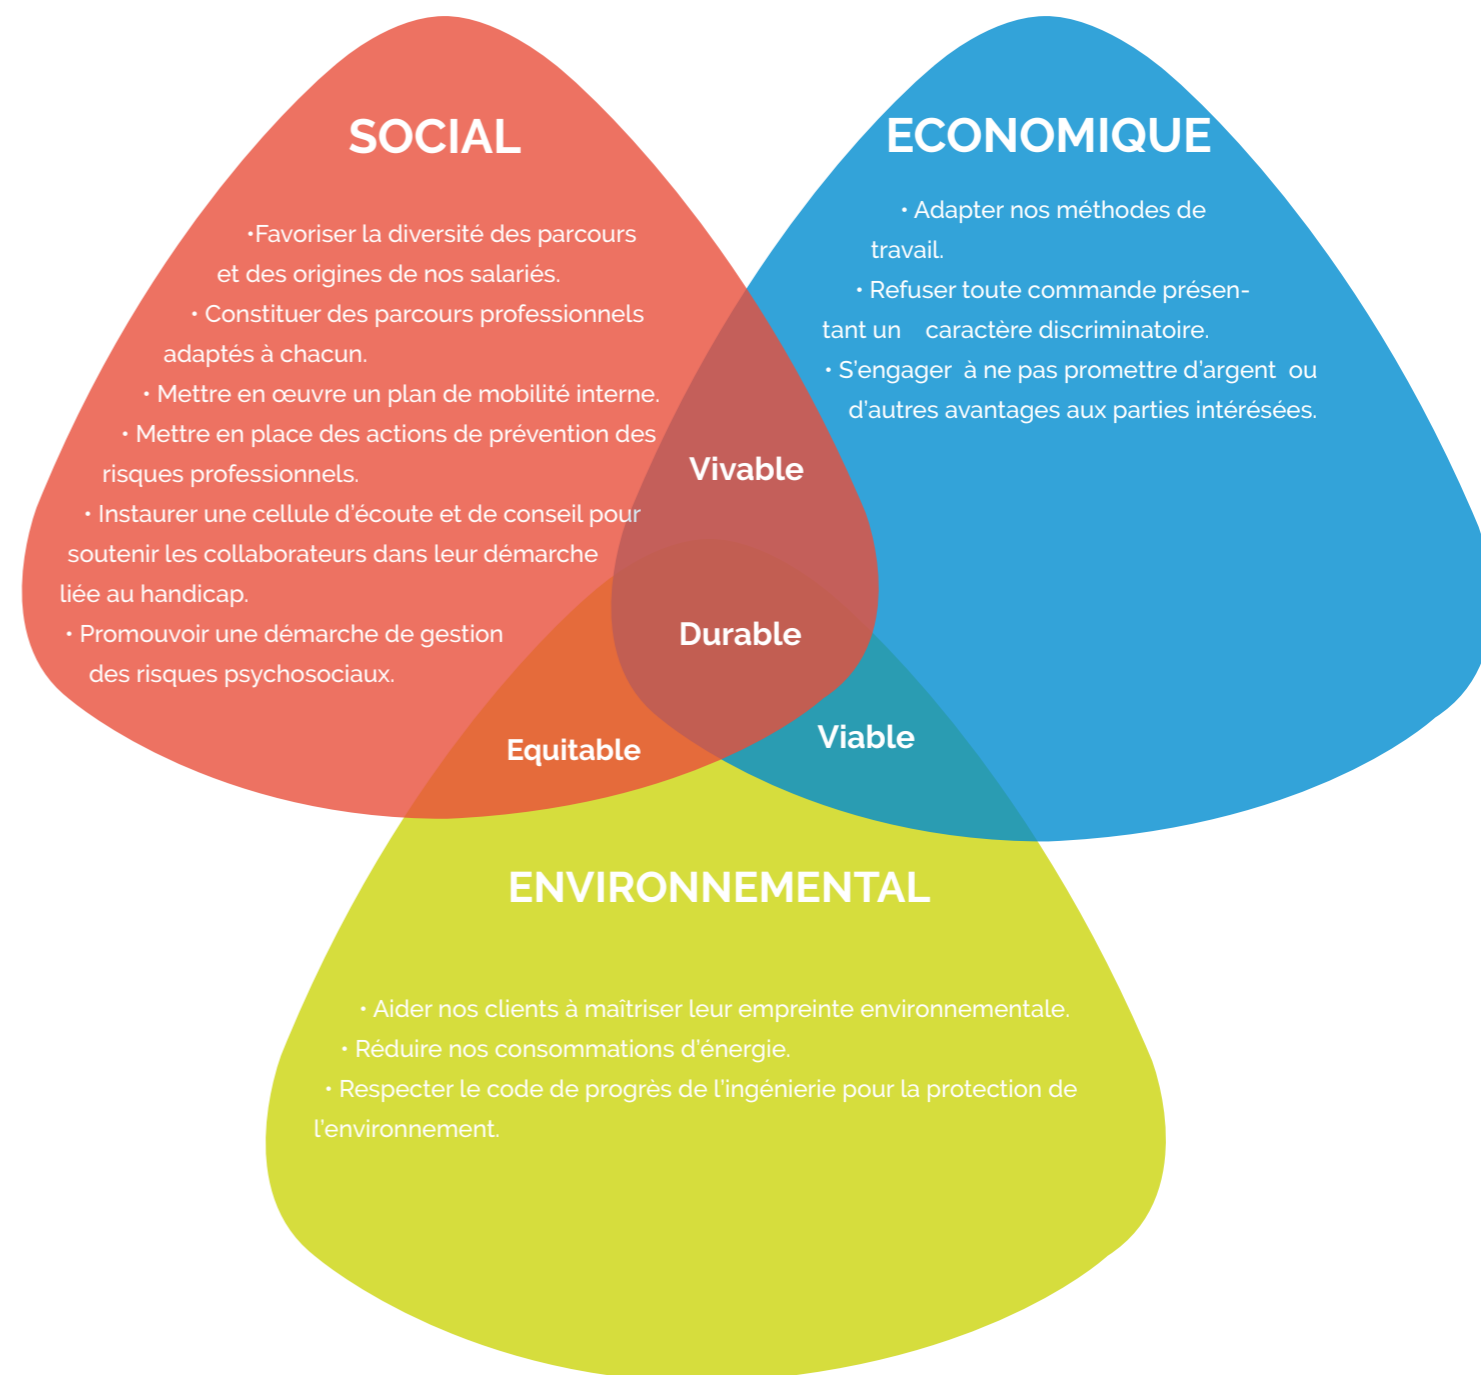 SOCIAL
•Favoriser la diversité des parcours
et des origines de nos salariés.
• Constituer des parcours professionnels
adaptés à chacun.
• Mettre en œuvre un plan de mobilité interne.
• Mettre en place des actions de prévention des
risques professionnels.
• Instaurer une cellule d'écoute et de conseil pour
soutenir les collaborateurs dans leur démarche
liée au handicap.
• Promouvoir une démarche de gestion
des risques psychosociaux.
ECONOMIQUE
• Adapter nos méthodes de
travail.
• Refuser toute commande présen-
tant un caractère discriminatoire.
• S'engager à ne pas promettre d'argent ou
d'autres avantages aux parties intérésées.
Vivable
Durable
Equitable
Viable
ENVIRONNEMENTAL
• Aider nos clients à maîtriser leur empreinte environnementale.
• Réduire nos consommations d'énergie.
• Respecter le code de progrès de l'ingénierie pour la protection de
l'environnement.